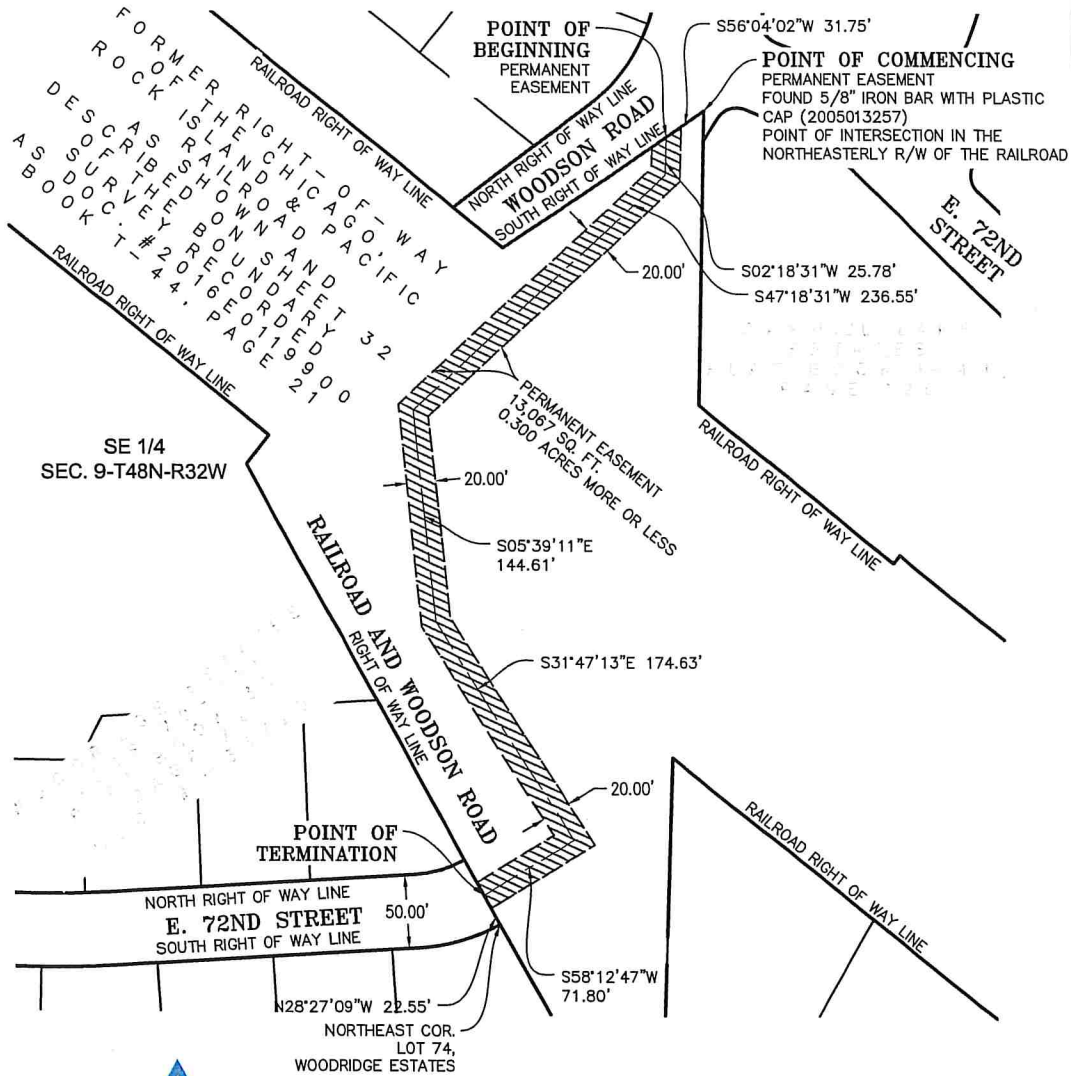 S56°04'02"W 31.75'
POINT OF
BEGINNING
PERMANENT
EASEMENT
POINT OF COMMENCING
PERMANENT EASEMENT
FOUND 5/8" IRON BAR WITH PLASTIC
CAP (2005013257)
POINT OF INTERSECTION IN THE
NORTHEASTERLY R/W OF THE RAILROAD
FORMER RIGHT-OF-WAY
OF THE CHICAGO,
ROCK ISLAND & PACIFIC
RAILROAD
AS SHOWN AND
DESCRIBED ON SHEET 32
OF THE BOUNDARY
SURVEY RECORDED
AS DOC. #2016E0119900
BOOK T-44, PAGE 21
RAILROAD RIGHT OF WAY LINE
NORTH RIGHT OF WAY LINE
WOODSON ROAD
SOUTH RIGHT OF WAY LINE
E. 72ND
STREET
20.00'
S02°18'31"W 25.78'
S47°18'31"W 236.55'
RAILROAD RIGHT OF WAY LINE
PERMANENT EASEMENT
13,067 SQ. FT.
0.300 ACRES MORE OR LESS
RAILROAD RIGHT OF WAY LINE
SE 1/4
SEC. 9-T48N-R32W
20.00'
S05°39'11"E
144.61'
RAILROAD AND WOODSON ROAD
RIGHT OF WAY LINE
S31°47'13"E 174.63'
20.00'
RAILROAD RIGHT OF WAY LINE
POINT OF
TERMINATION
NORTH RIGHT OF WAY LINE
E. 72ND STREET
50.00'
SOUTH RIGHT OF WAY LINE
S58°12'47"W
71.80'
N28°27'09"W 22.55'
NORTHEAST COR.
LOT 74,
WOODRIDGE ESTATES